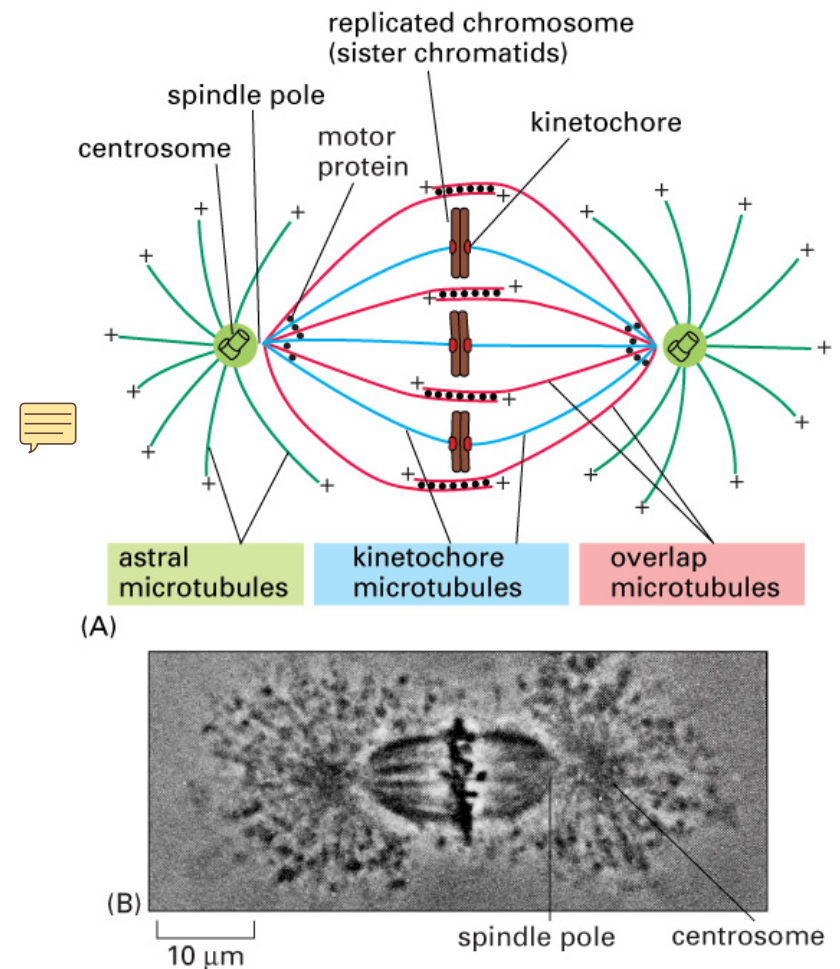 replicated chromosome
(sister chromatids)
spindle pole
kinetochore
centrosome
motor
protein
+ + + + + + + + +
+ + + + + + + +
+ + + + + + + + +
astral
microtubules
kinetochore
microtubules
overlap
microtubules
(A)
(B)
spindle pole
centrosome
10 μm